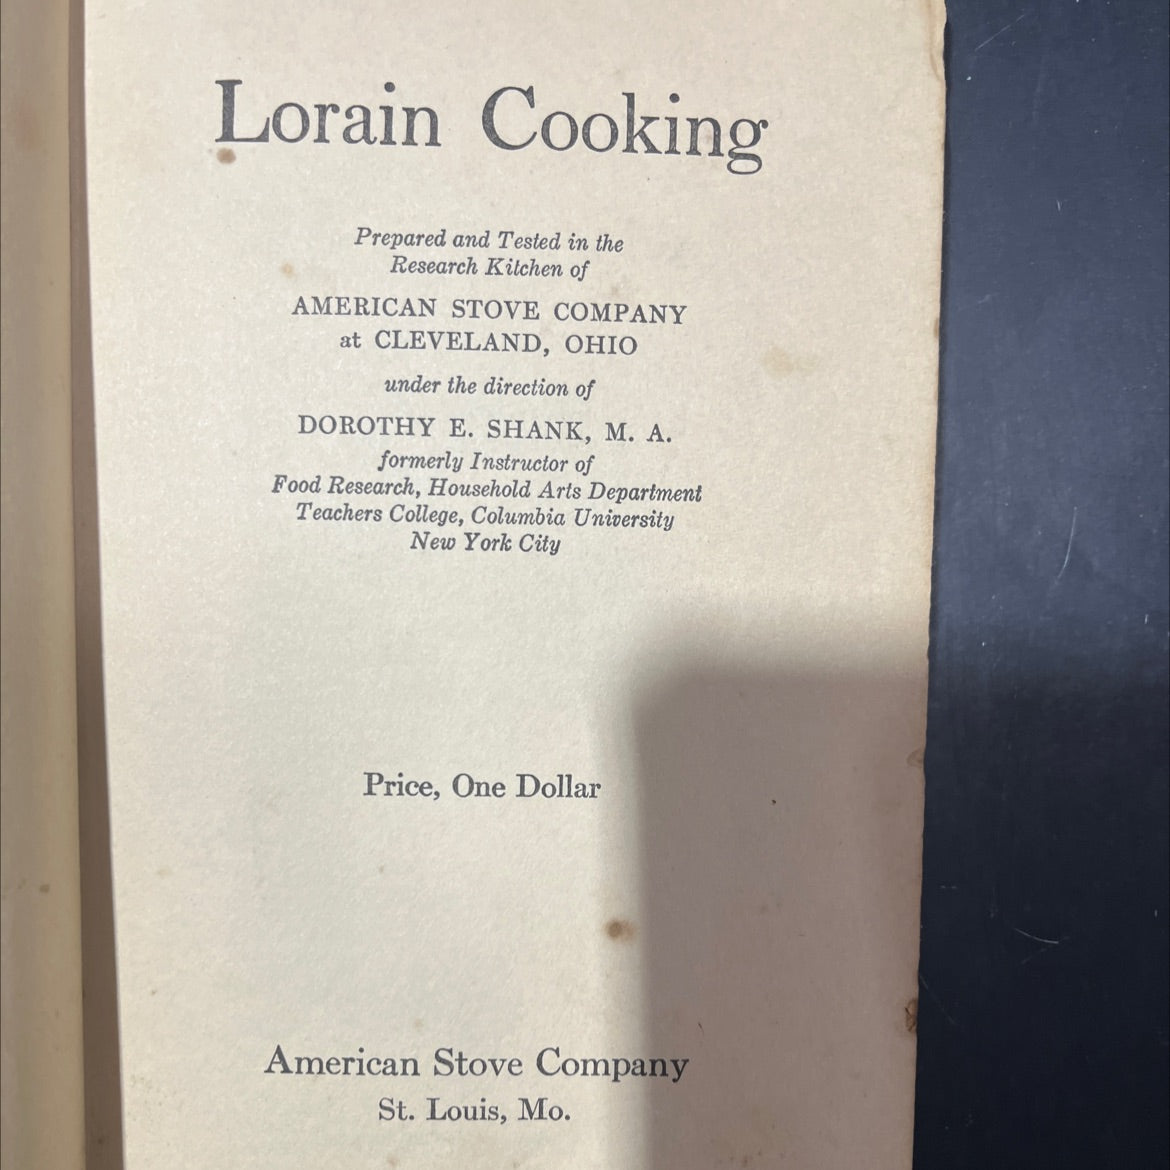 Lorain Cooking
Prepared and Tested in the
Research Kitchen of
AMERICAN STOVE COMPANY
at CLEVELAND, OHIO
under the direction of
DOROTHY E. SHANK, M. A.
formerly Instructor of
Food Research, Household Arts Department
Teachers College, Columbia University
New York City
Price, One Dollar
American Stove Company
St. Louis, Mo.